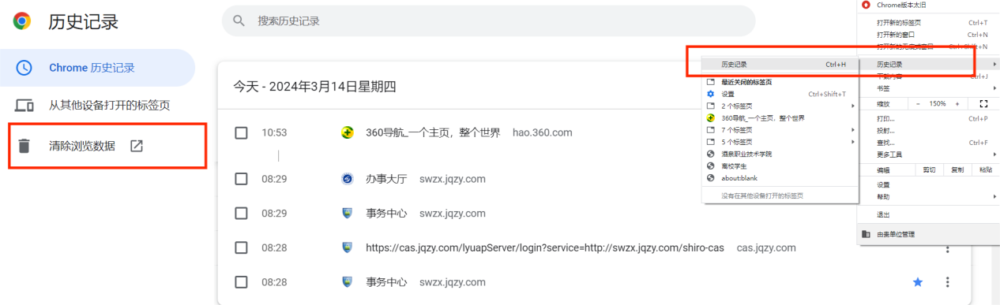 历史记录
搜索历史记录
Chrome 历史记录
从其他设备打开的标签页
清除浏览数据
今天 - 2024年3月14日星期四
10:53 360导航_一个主页，整个世界 hao.360.com
08:29 办事大厅 swzx.jqzy.com
08:29 事务中心 swzx.jqzy.com
08:28 https://cas.jqzy.com/lyuapServer/login?service=http://swzx.jqzy.com/shiro-cas cas.jqzy.com
08:28 事务中心 swzx.jqzy.com
历史记录 Ctrl+H
最近关闭的标签页
设置 Ctrl+Shift+T
2 个标签页
360导航_一个主页，整个世界
7 个标签页
5 个标签页
酒泉职业技术学院
离校学生
about:blank
没有在其他设备打开的标签页
Chrome版本太旧
打开新的标签页 Ctrl+T
打开新的窗口 Ctrl+N
打开新的无痕式窗口 Ctrl+Shift+N
历史记录
下载内容 Ctrl+J
书签
缩放 − 150% +
打印... Ctrl+P
投射...
查找... Ctrl+F
更多工具
编辑 剪切 复制 粘贴
设置
帮助
退出
由贵单位管理